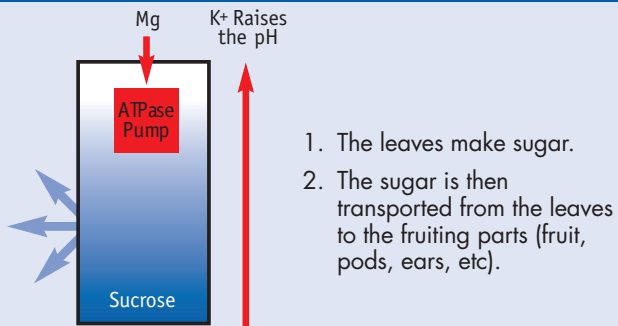 Mg
K+ Raises
the pH
ATPase
Pump
1. The leaves make sugar.
2. The sugar is then
transported from the leaves
to the fruiting parts (fruit,
pods, ears, etc).
Sucrose